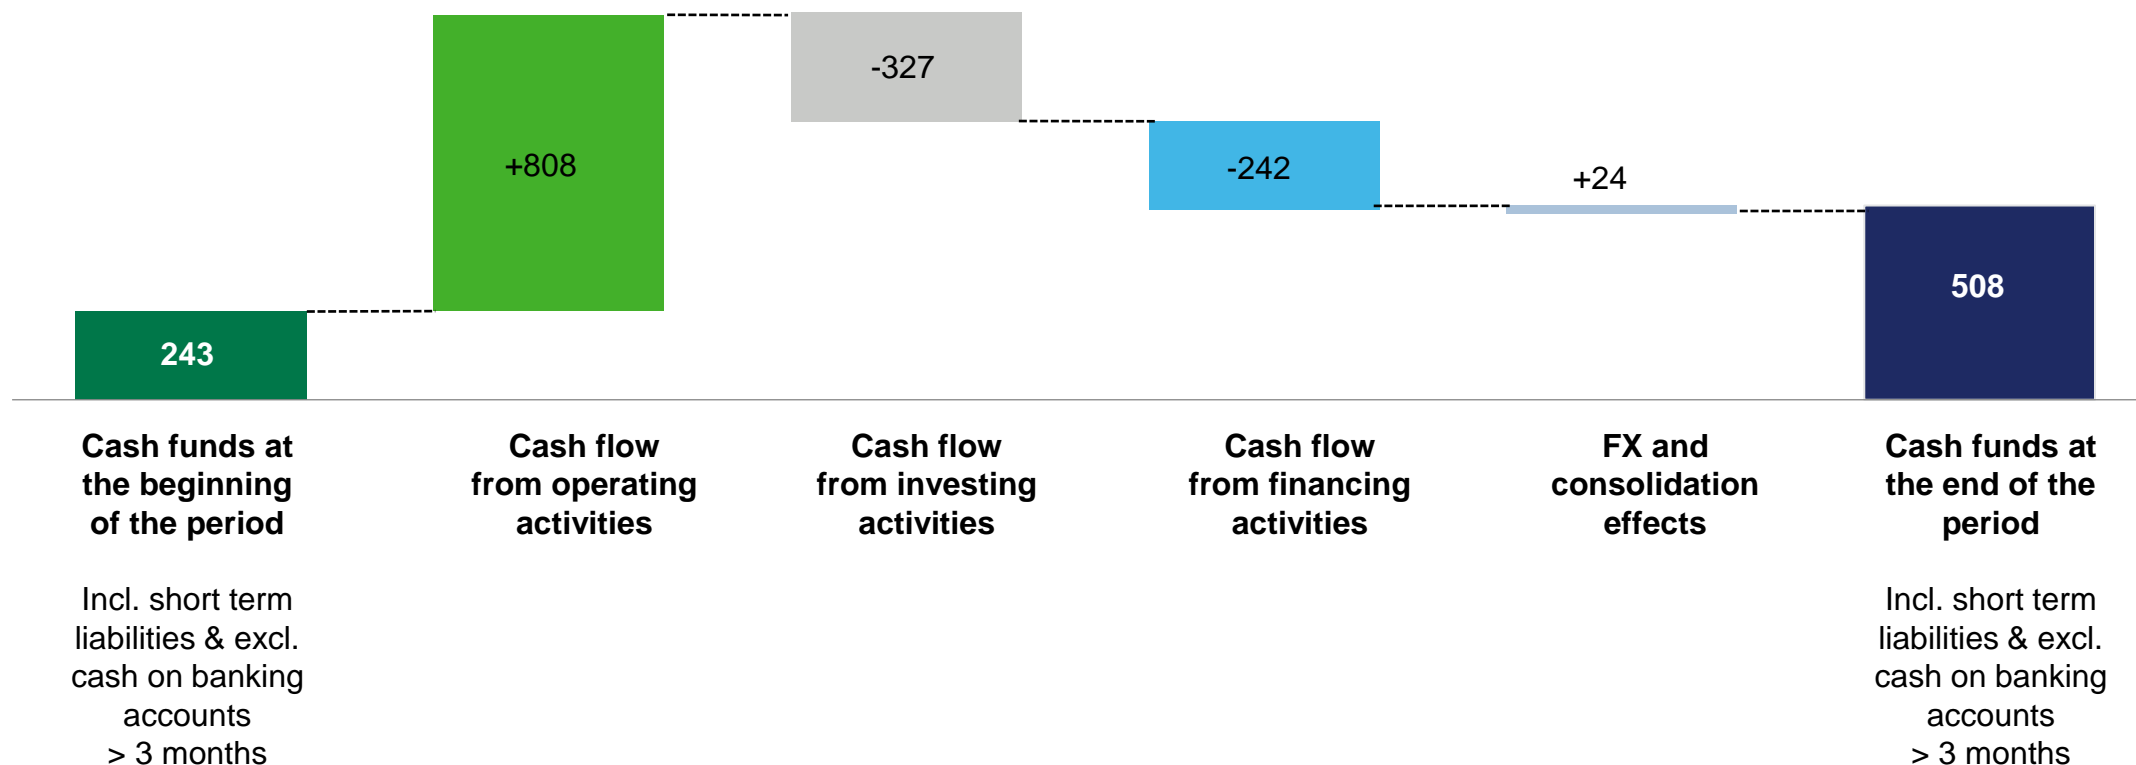 -327
+808
-242
+24
508
243
Cash funds at
the beginning
of the period
Cash flow
from operating
activities
Cash flow
from investing
activities
Cash flow
from financing
activities
FX and
consolidation
effects
Cash funds at
the end of the
period
Incl. short term
liabilities & excl.
cash on banking
accounts
> 3 months
Incl. short term
liabilities & excl.
cash on banking
accounts
> 3 months